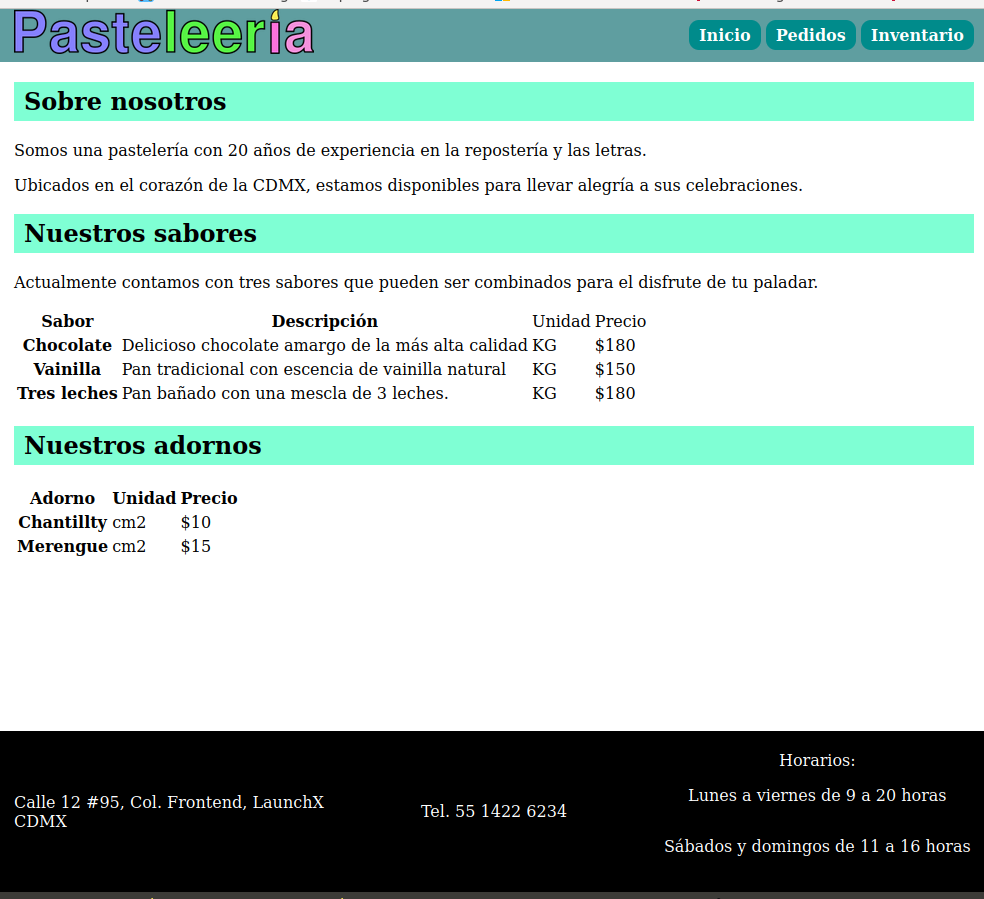 Pasteleería
Inicio Pedidos Inventario
Sobre nosotros
Somos una pastelería con 20 años de experiencia en la repostería y las letras.
Ubicados en el corazón de la CDMX, estamos disponibles para llevar alegría a sus celebraciones.
Nuestros sabores
Actualmente contamos con tres sabores que pueden ser combinados para el disfrute de tu paladar.
Sabor Descripción Unidad Precio
Chocolate Delicioso chocolate amargo de la más alta calidad KG $180
Vainilla Pan tradicional con escencia de vainilla natural KG $150
Tres leches Pan bañado con una mescla de 3 leches. KG $180
Nuestros adornos
Adorno Unidad Precio
Chantillty cm2 $10
Merengue cm2 $15
Calle 12 #95, Col. Frontend, LaunchX
CDMX
Tel. 55 1422 6234
Horarios:
Lunes a viernes de 9 a 20 horas
Sábados y domingos de 11 a 16 horas